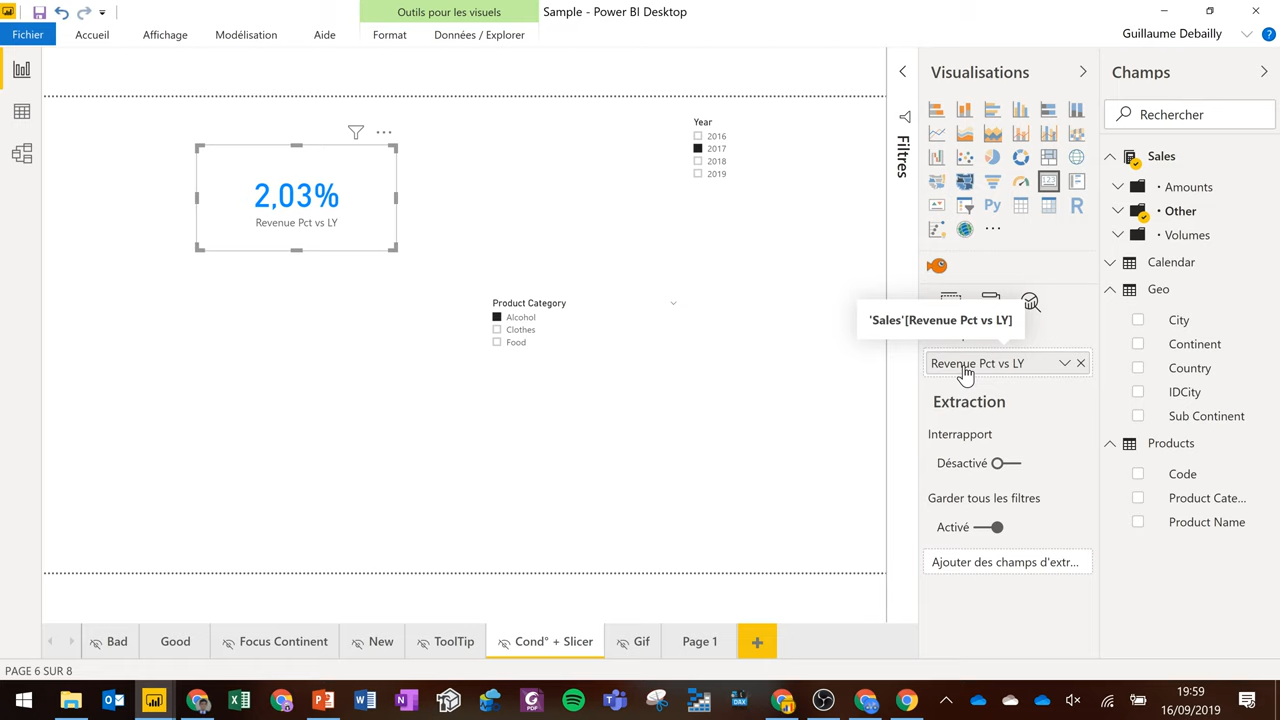 Outils pour les visuels
Sample - Power BI Desktop
Fichier
Accueil
Affichage
Modélisation
Aide
Format
Données / Explorer
Guillaume Debailly
?
2,03%
Revenue Pct vs LY
Year
2016
2017
2018
2019
Product Category
Alcohol
Clothes
Food
Filtres
Visualisations
Py
R
'Sales'[Revenue Pct vs LY]
Revenue Pct vs LY
Extraction
Interrapport
Désactivé
Garder tous les filtres
Activé
Ajouter des champs d'extr...
Champs
Rechercher
Sales
• Amounts
• Other
• Volumes
Calendar
Geo
City
Continent
Country
IDCity
Sub Continent
Products
Code
Product Cate...
Product Name
Bad
Good
Focus Continent
New
ToolTip
Cond° + Slicer
Gif
Page 1
PAGE 6 SUR 8
19:59
16/09/2019